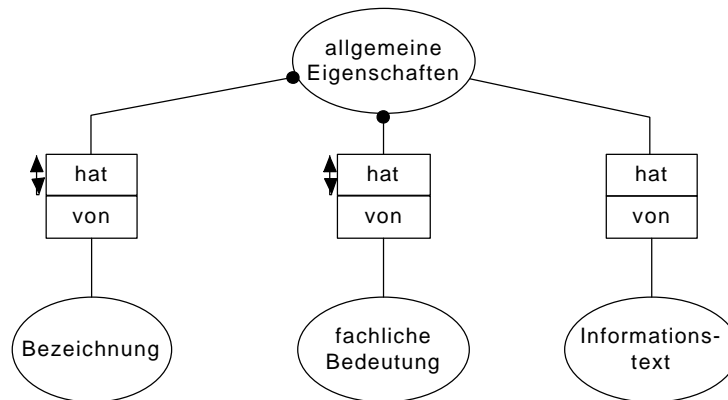 allgemeine
Eigenschaften
hat
von
hat
von
hat
von
Bezeichnung
fachliche
Bedeutung
Informations-
text